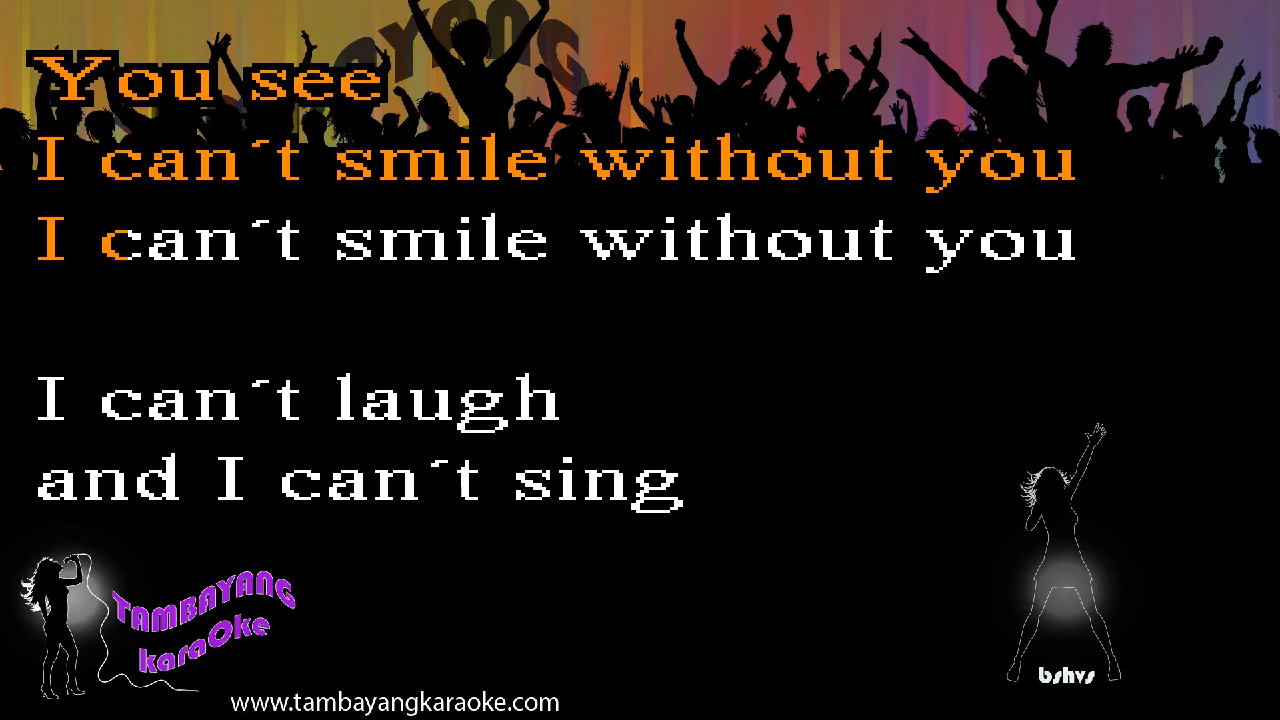 YANG
You see
I can´t smile without you
I can´t smile without you
I can´t laugh
and I can´t sing
TAMBAYANG
karaOke
bshvs
www.tambayangkaraoke.com